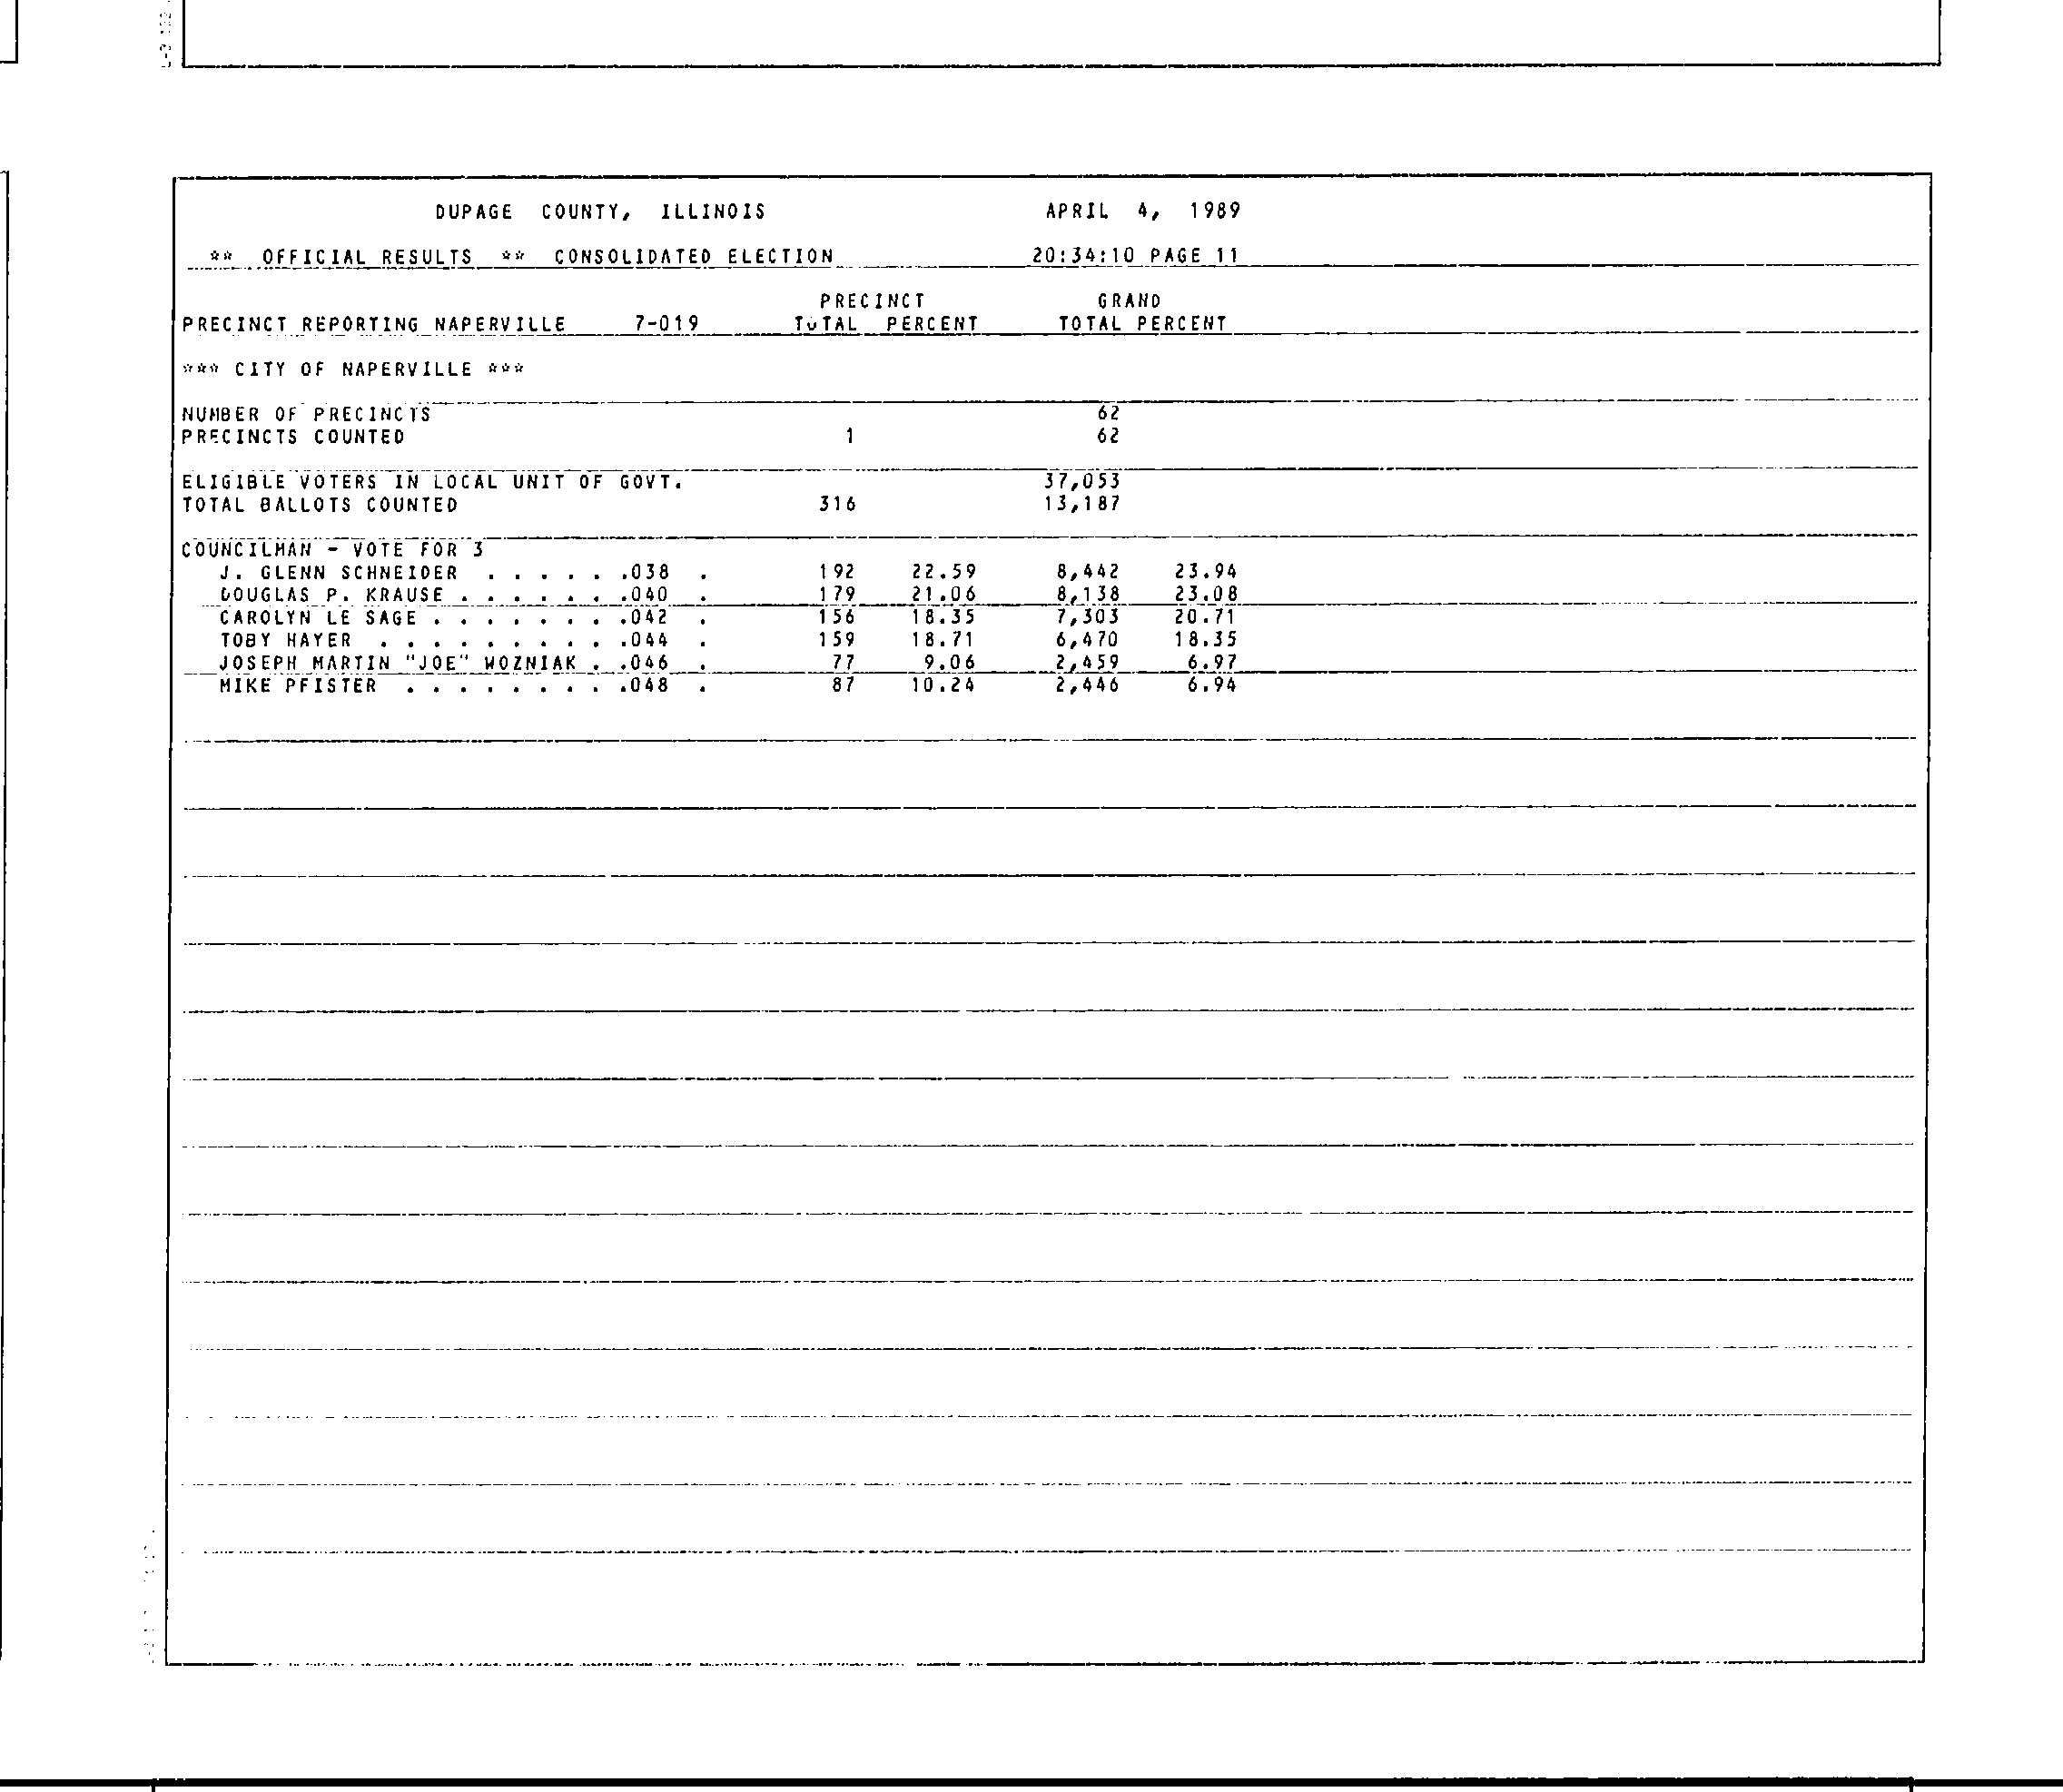 DUPAGE COUNTY, ILLINOIS APRIL 4, 1989
** OFFICIAL RESULTS ** CONSOLIDATED ELECTION 20:34:10 PAGE 11
PRECINCT GRAND
PRECINCT REPORTING NAPERVILLE 7-019 TOTAL PERCENT TOTAL PERCENT
*** CITY OF NAPERVILLE ***
NUMBER OF PRECINCTS 62
PRECINCTS COUNTED 1 62
ELIGIBLE VOTERS IN LOCAL UNIT OF GOVT. 37,053
TOTAL BALLOTS COUNTED 316 13,187
COUNCILMAN - VOTE FOR 3
J. GLENN SCHNEIDER . . . . . .038 . 192 22.59 8,442 23.94
DOUGLAS P. KRAUSE . . . . . . .040 . 179 21.06 8,138 23.08
CAROLYN LE SAGE . . . . . . . .042 . 156 18.35 7,303 20.71
TOBY HAYER . . . . . . . . . .044 . 159 18.71 6,470 18.35
JOSEPH MARTIN "JOE" WOZNIAK . .046 . 77 9.06 2,459 6.97
MIKE PFISTER . . . . . . . . .048 . 87 10.24 2,446 6.94